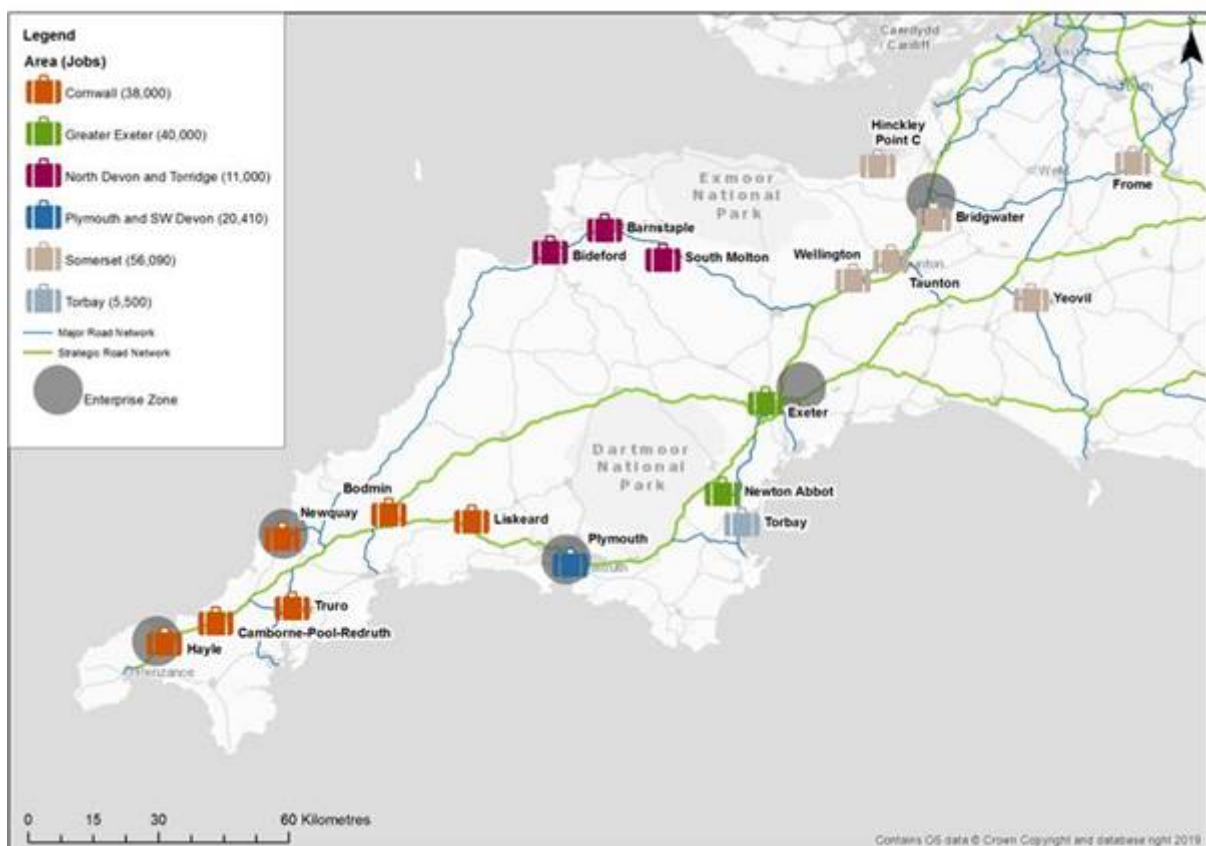 Legend
Area (Jobs)
Cornwall (38,000)
Greater Exeter (40,000)
North Devon and Torridge (11,000)
Plymouth and SW Devon (20,410)
Somerset (56,090)
Torbay (5,500)
Major Road Network
Strategic Road Network
Enterprise Zone
Caerdydd
/ Cardiff
Hinckley
Point C
Frome
Exmoor
National
Park
Bridgwater
Barnstaple
Bideford
South Molton
Wellington
Taunton
Yeovil
Exeter
Dartmoor
National
Park
Newton Abbot
Torbay
Bodmin
Newquay
Liskeard
Plymouth
Truro
Camborne-Pool-Redruth
Hayle
Penzance
0 15 30 60 Kilometres
Contains OS data © Crown Copyright and database right 2019